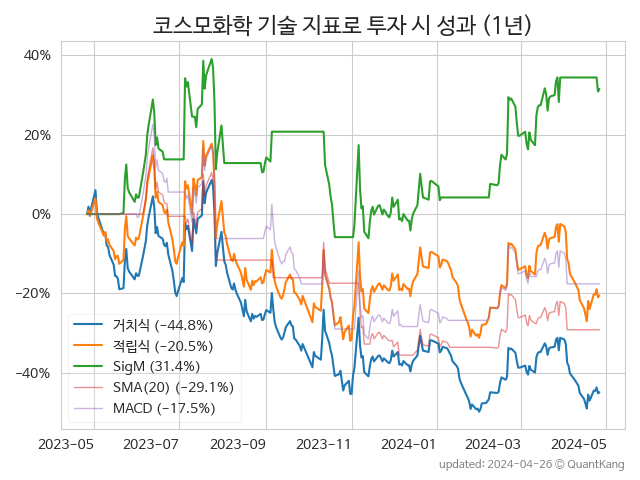 코스모화학 기술 지표로 투자 시 성과 (1년)
40%
20%
0%
−20%
−40%
거치식 (−44.8%)
적립식 (−20.5%)
SigM (31.4%)
SMA(20) (−29.1%)
MACD (−17.5%)
2023-05 2023-07 2023-09 2023-11 2024-01 2024-03 2024-05
updated: 2024-04-26 © QuantKang